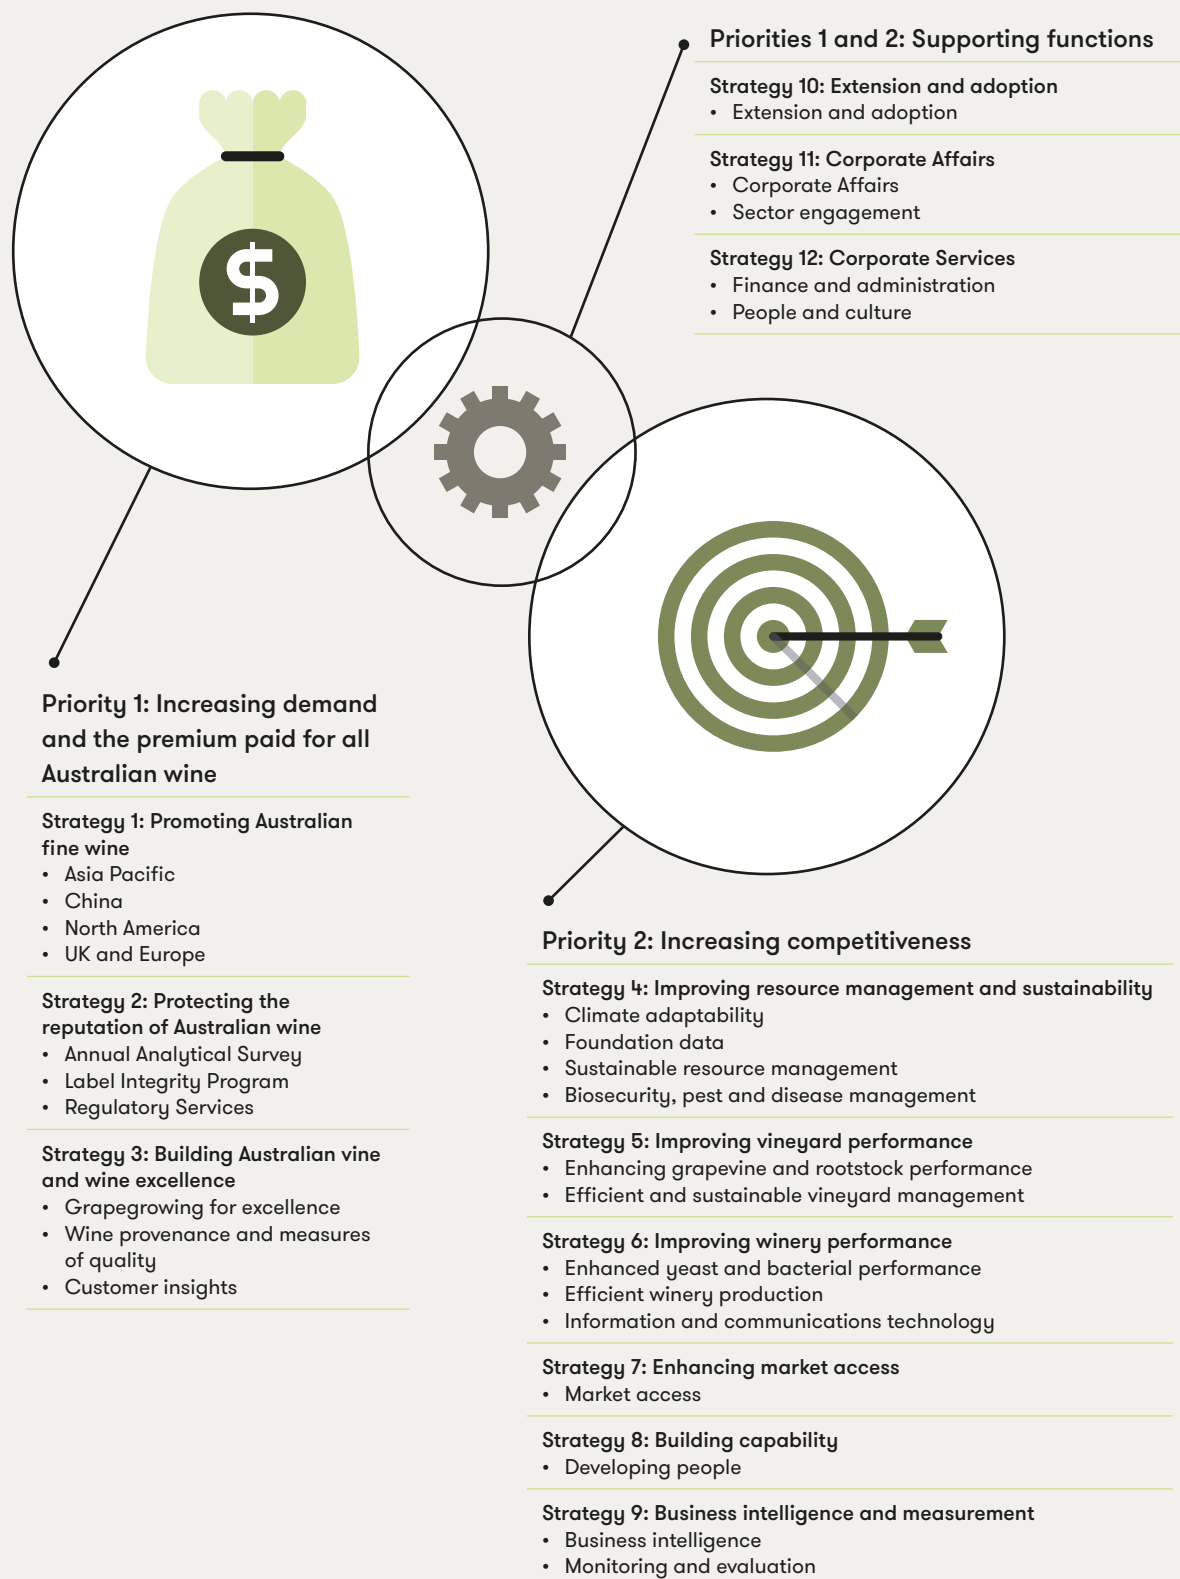 $
Priorities 1 and 2: Supporting functions
Strategy 10: Extension and adoption
• Extension and adoption
Strategy 11: Corporate Affairs
• Corporate Affairs
• Sector engagement
Strategy 12: Corporate Services
• Finance and administration
• People and culture
Priority 1: Increasing demand
and the premium paid for all
Australian wine
Strategy 1: Promoting Australian
fine wine
• Asia Pacific
• China
• North America
• UK and Europe
Strategy 2: Protecting the
reputation of Australian wine
• Annual Analytical Survey
• Label Integrity Program
• Regulatory Services
Strategy 3: Building Australian vine
and wine excellence
• Grapegrowing for excellence
• Wine provenance and measures
of quality
• Customer insights
Priority 2: Increasing competitiveness
Strategy 4: Improving resource management and sustainability
• Climate adaptability
• Foundation data
• Sustainable resource management
• Biosecurity, pest and disease management
Strategy 5: Improving vineyard performance
• Enhancing grapevine and rootstock performance
• Efficient and sustainable vineyard management
Strategy 6: Improving winery performance
• Enhanced yeast and bacterial performance
• Efficient winery production
• Information and communications technology
Strategy 7: Enhancing market access
• Market access
Strategy 8: Building capability
• Developing people
Strategy 9: Business intelligence and measurement
• Business intelligence
• Monitoring and evaluation